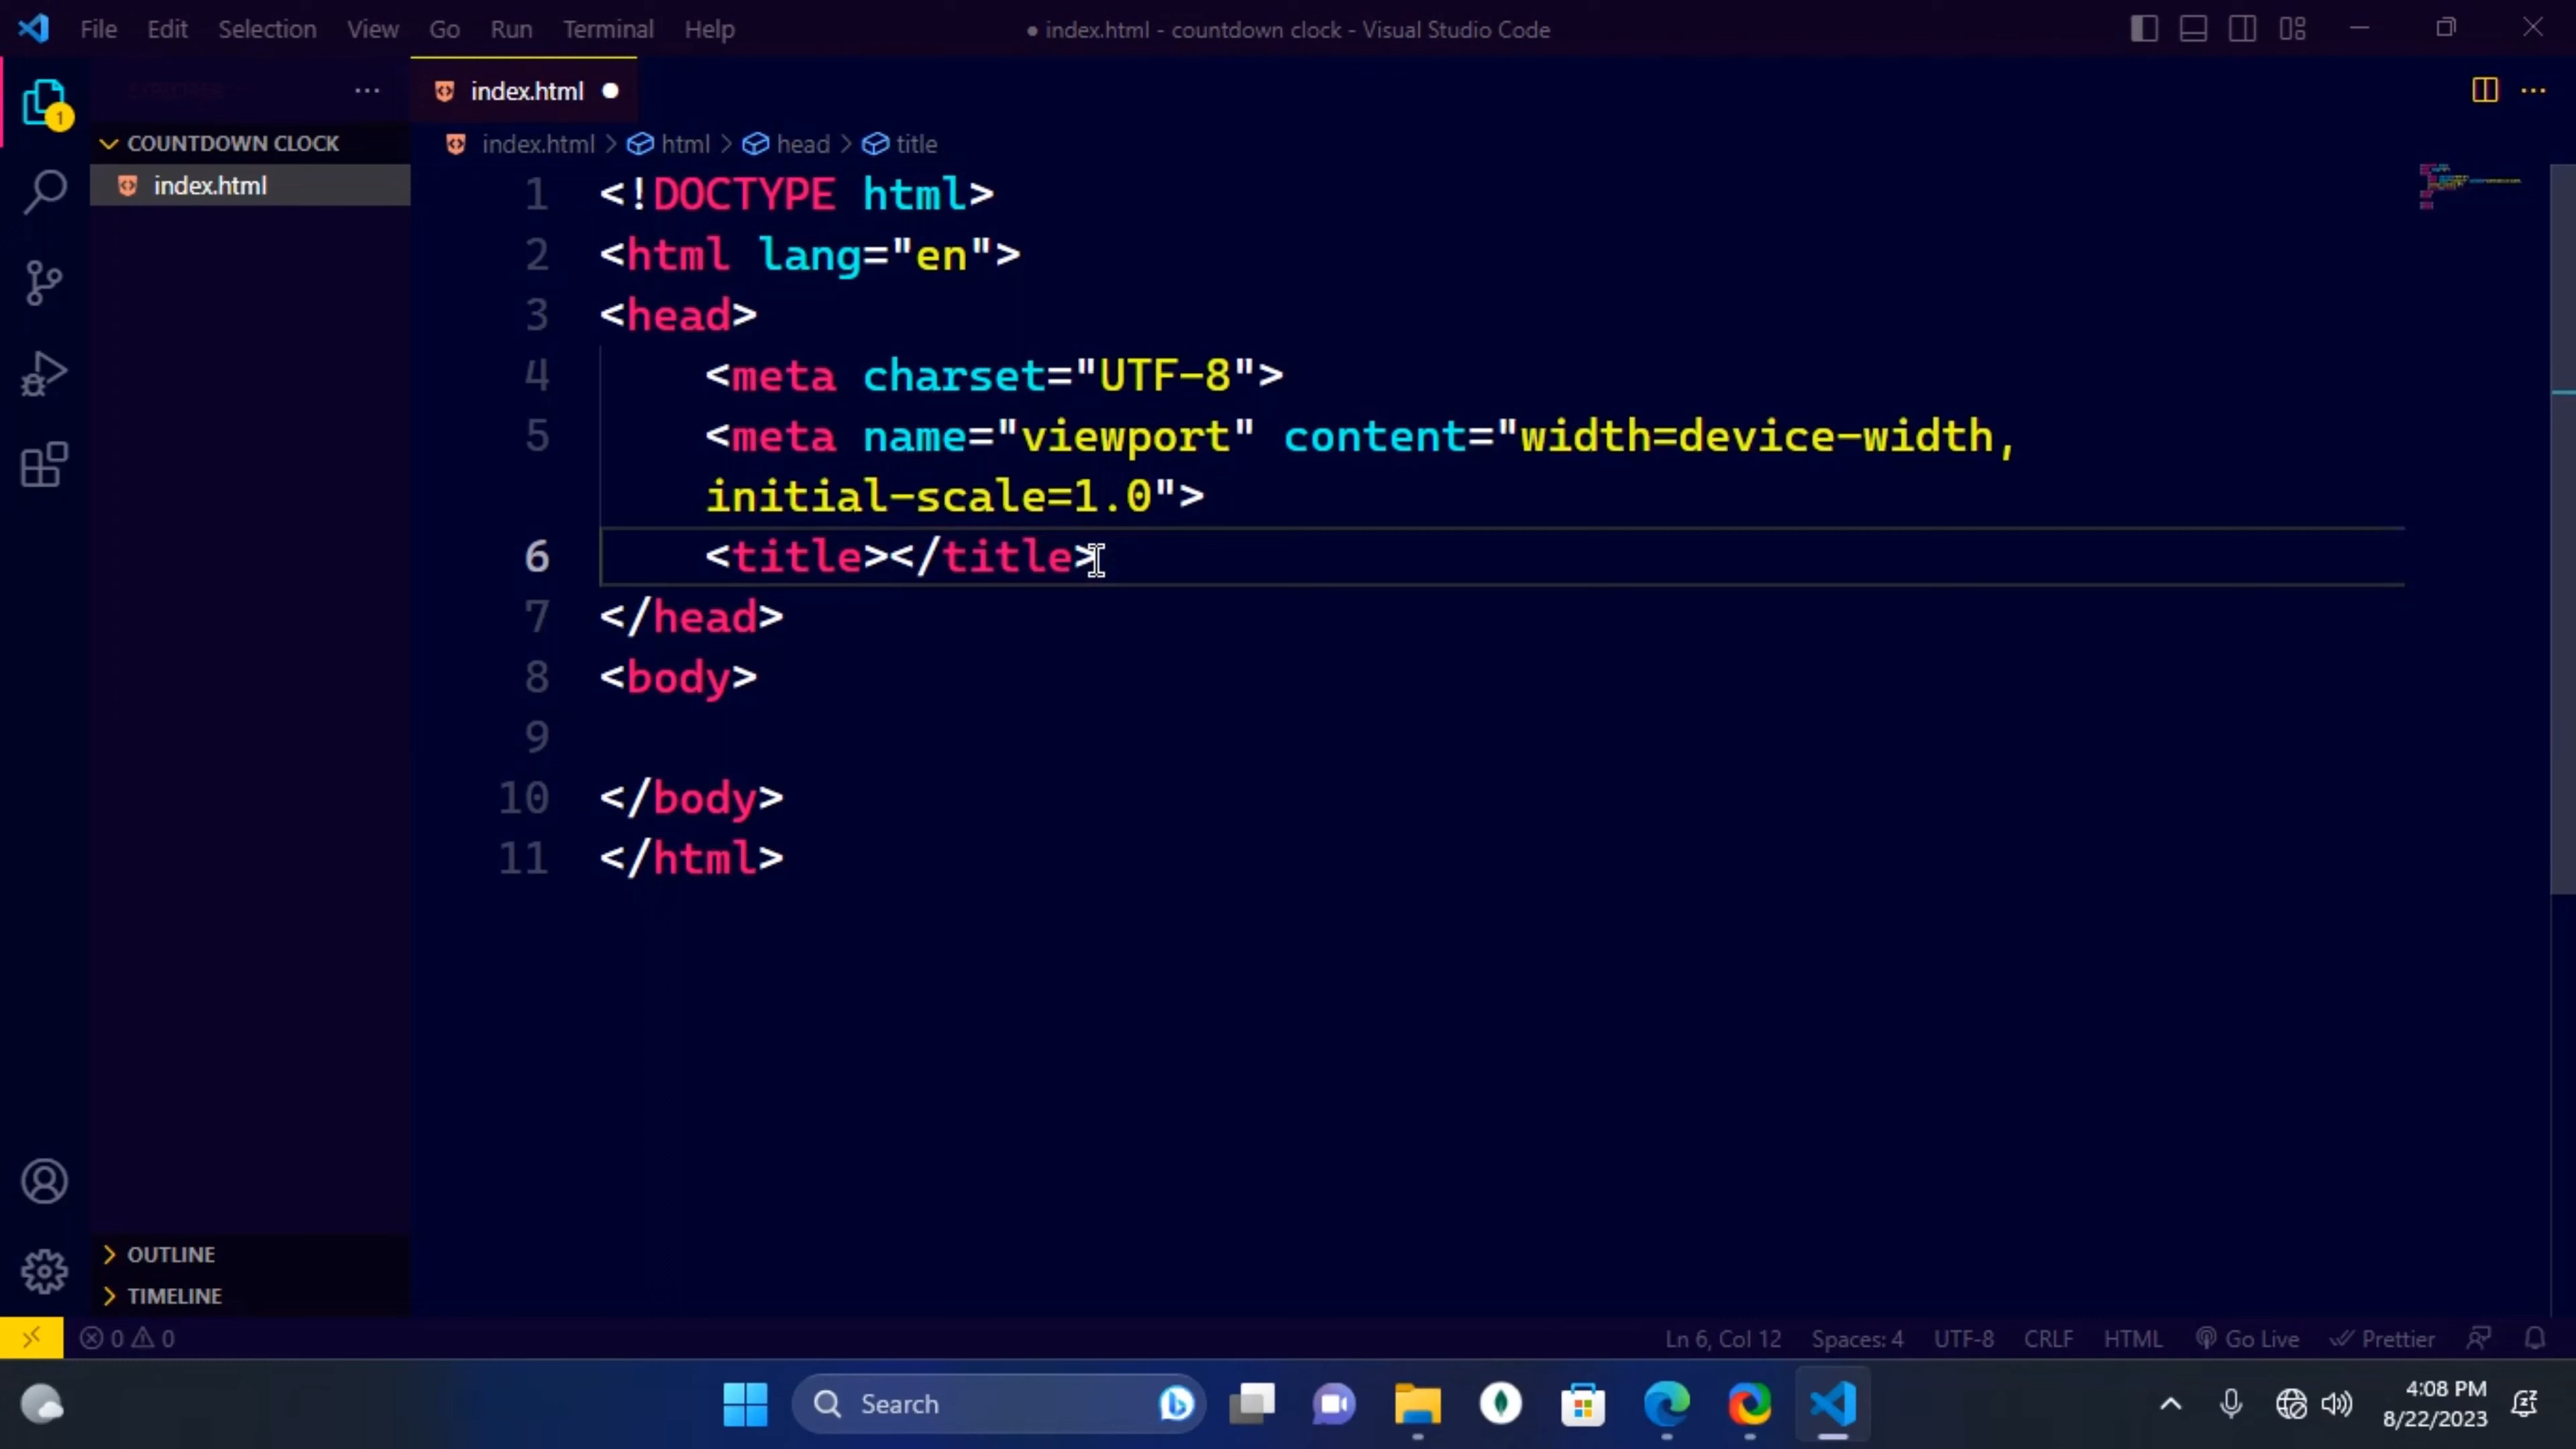 File Edit Selection View Go Run Terminal Help
● index.html - countdown clock - Visual Studio Code
index.html
1
COUNTDOWN CLOCK
index.html
index.html > html > head > title
1 <!DOCTYPE html>
2 <html lang="en">
3 <head>
4 <meta charset="UTF-8">
5 <meta name="viewport" content="width=device-width,
initial-scale=1.0">
6 <title></title>
7 </head>
8 <body>
9
10 </body>
11 </html>
OUTLINE
TIMELINE
0 0
Ln 6, Col 12 Spaces: 4 UTF-8 CRLF HTML Go Live Prettier
Search
4:08 PM
8/22/2023